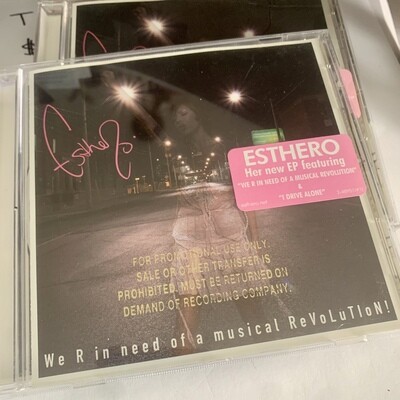 T
$
Esthero
ESTHERO
Her new EP featuring
"WE R IN NEED OF A MUSICAL REVOLUTION"
&
"I DRIVE ALONE"
FOR PROMOTIONAL USE ONLY.
SALE OR OTHER TRANSFER IS
PROHIBITED. MUST BE RETURNED ON
DEMAND OF RECORDING COMPANY.
We R in need of a musical ReVoLuTIoN!